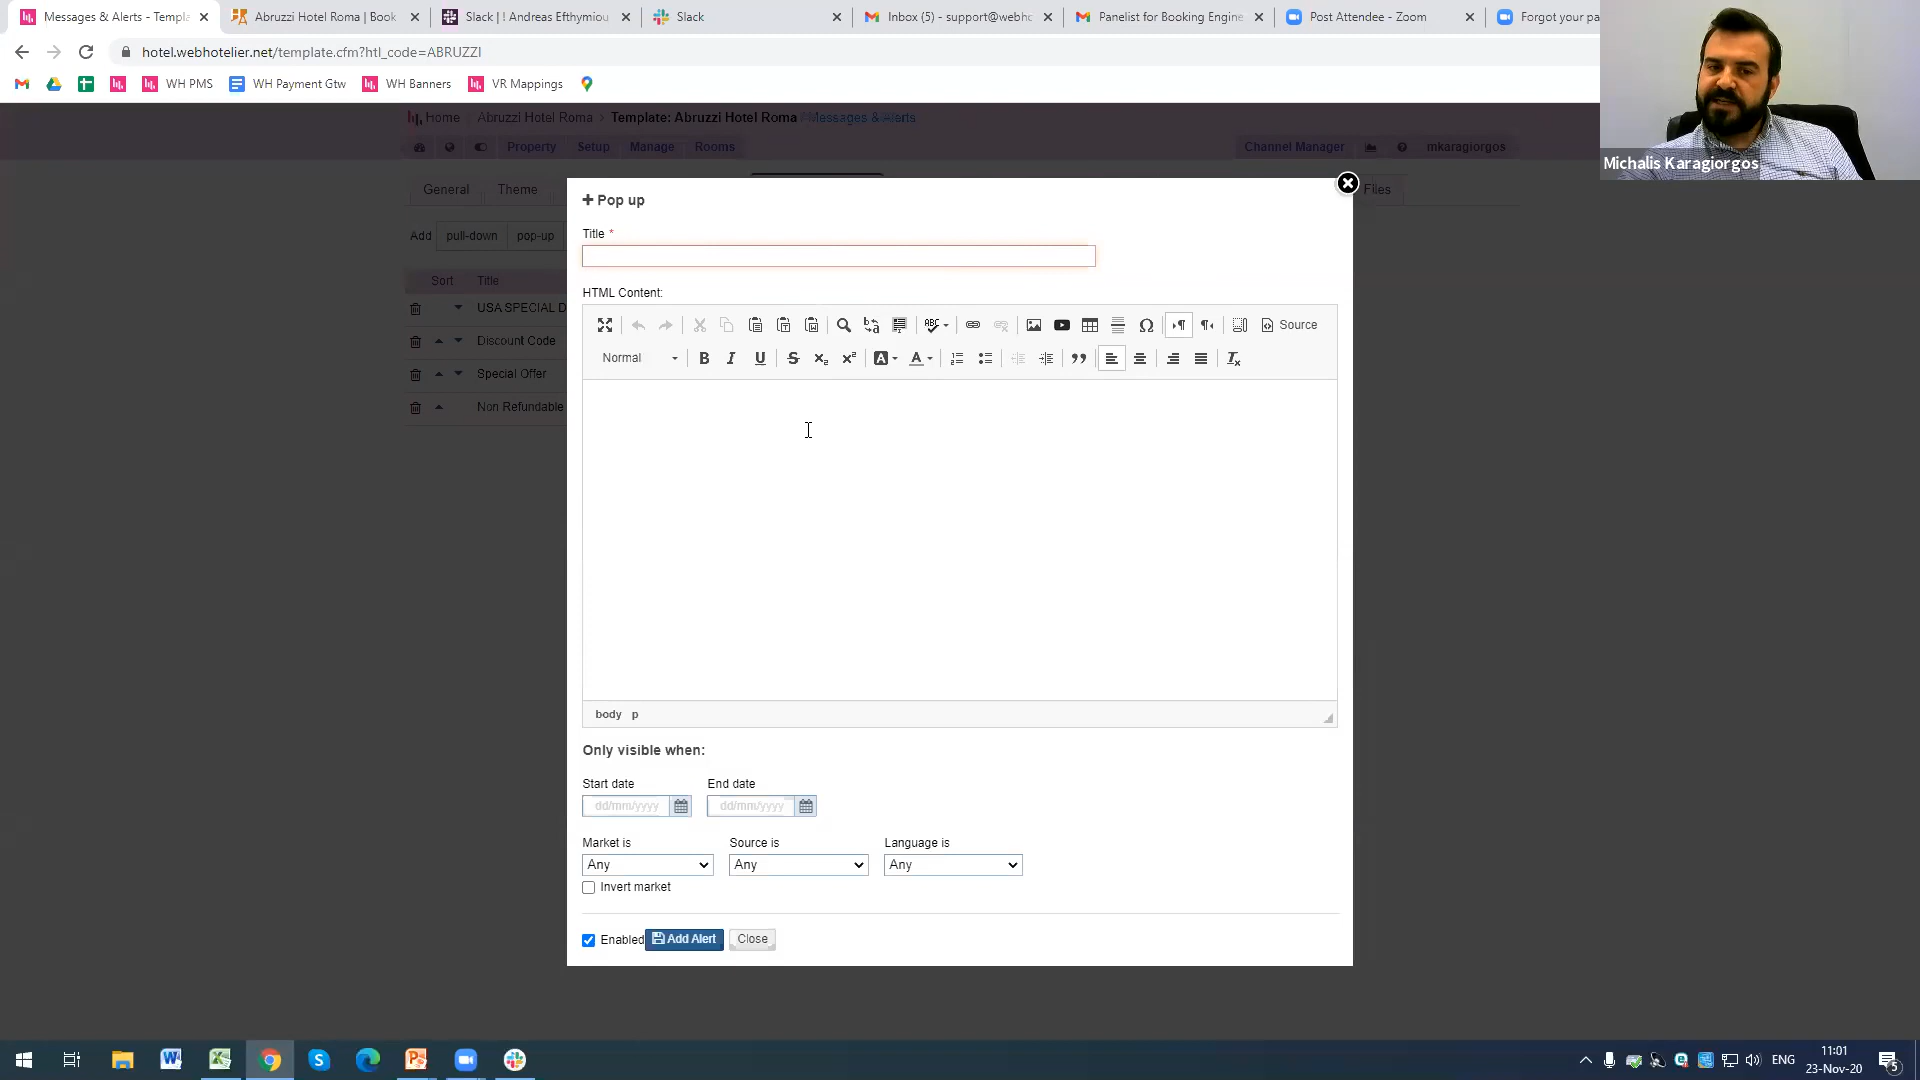 Messages & Alerts - Templa
Abruzzi Hotel Roma | Book
Slack | ! Andreas Efthymiou
Slack
Inbox (5) - support@webho
Panelist for Booking Engine
Post Attendee - Zoom
Forgot your pa
hotel.webhotelier.net/template.cfm?htl_code=ABRUZZI
WH PMS
WH Payment Gtw
WH Banners
VR Mappings
Home
Abruzzi Hotel Roma
Template: Abruzzi Hotel Roma
Messages & Alerts
Property
Setup
Manage
Rooms
Channel Manager
mkaragiorgos
Michalis Karagiorgos
General
Theme
Files
Add
pull-down
pop-up
Sort
Title
USA SPECIAL D
Discount Code
Special Offer
Non Refundable
Pop up
Title *
HTML Content:
Source
Normal
B I U S x₂ x² A A
body p
Only visible when:
Start date
End date
dd/mm/yyyy
dd/mm/yyyy
Market is
Source is
Language is
Any
Any
Any
Invert market
Enabled
Add Alert
Close
ENG
11:01
23-Nov-20
5